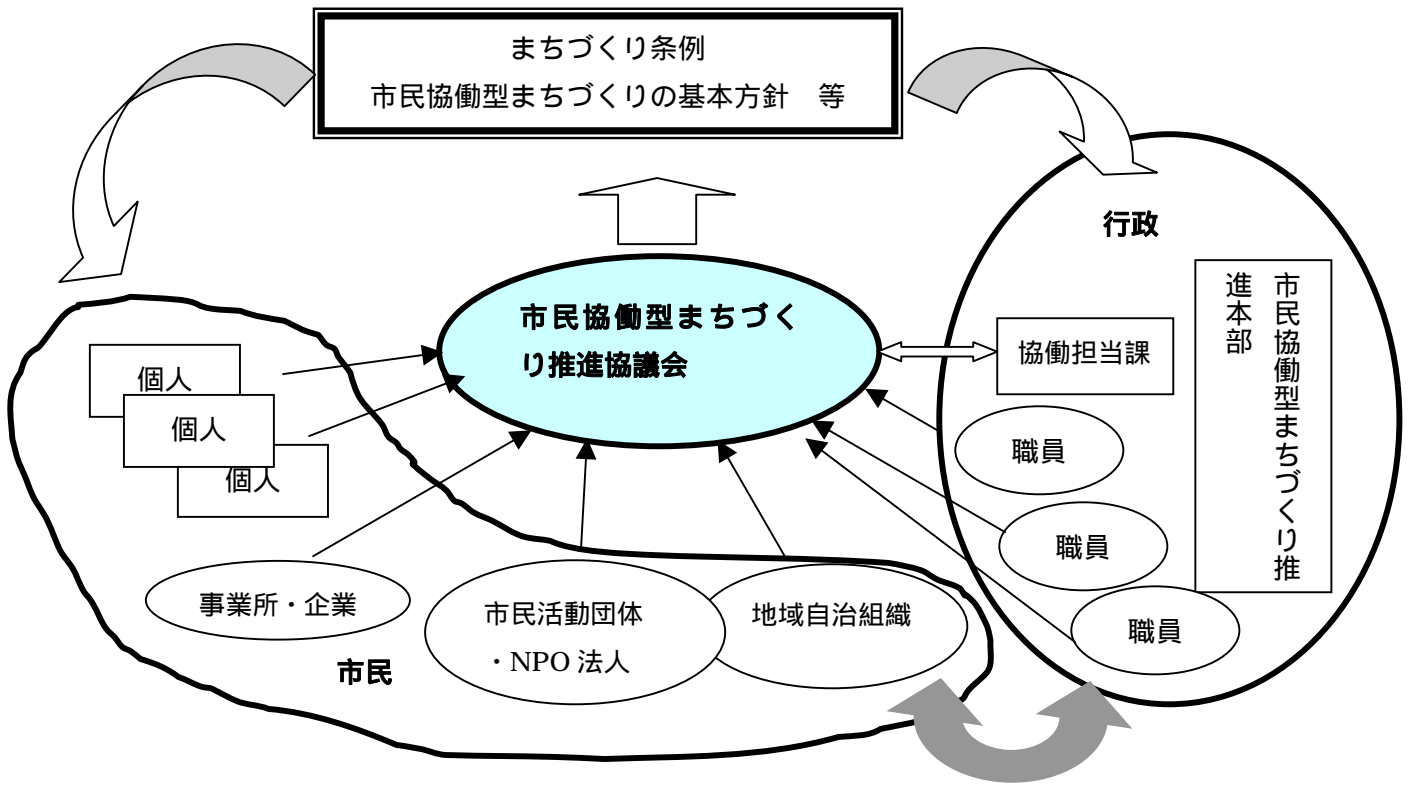 まちづくり条例
市民協働型まちづくりの基本方針　等
行政
市民協働型まちづくり推
進本部
市民協働型まちづく
り推進協議会
協働担当課
個人
個人
個人
職員
職員
職員
事業所・企業
市民活動団体
・NPO 法人
地域自治組織
市民